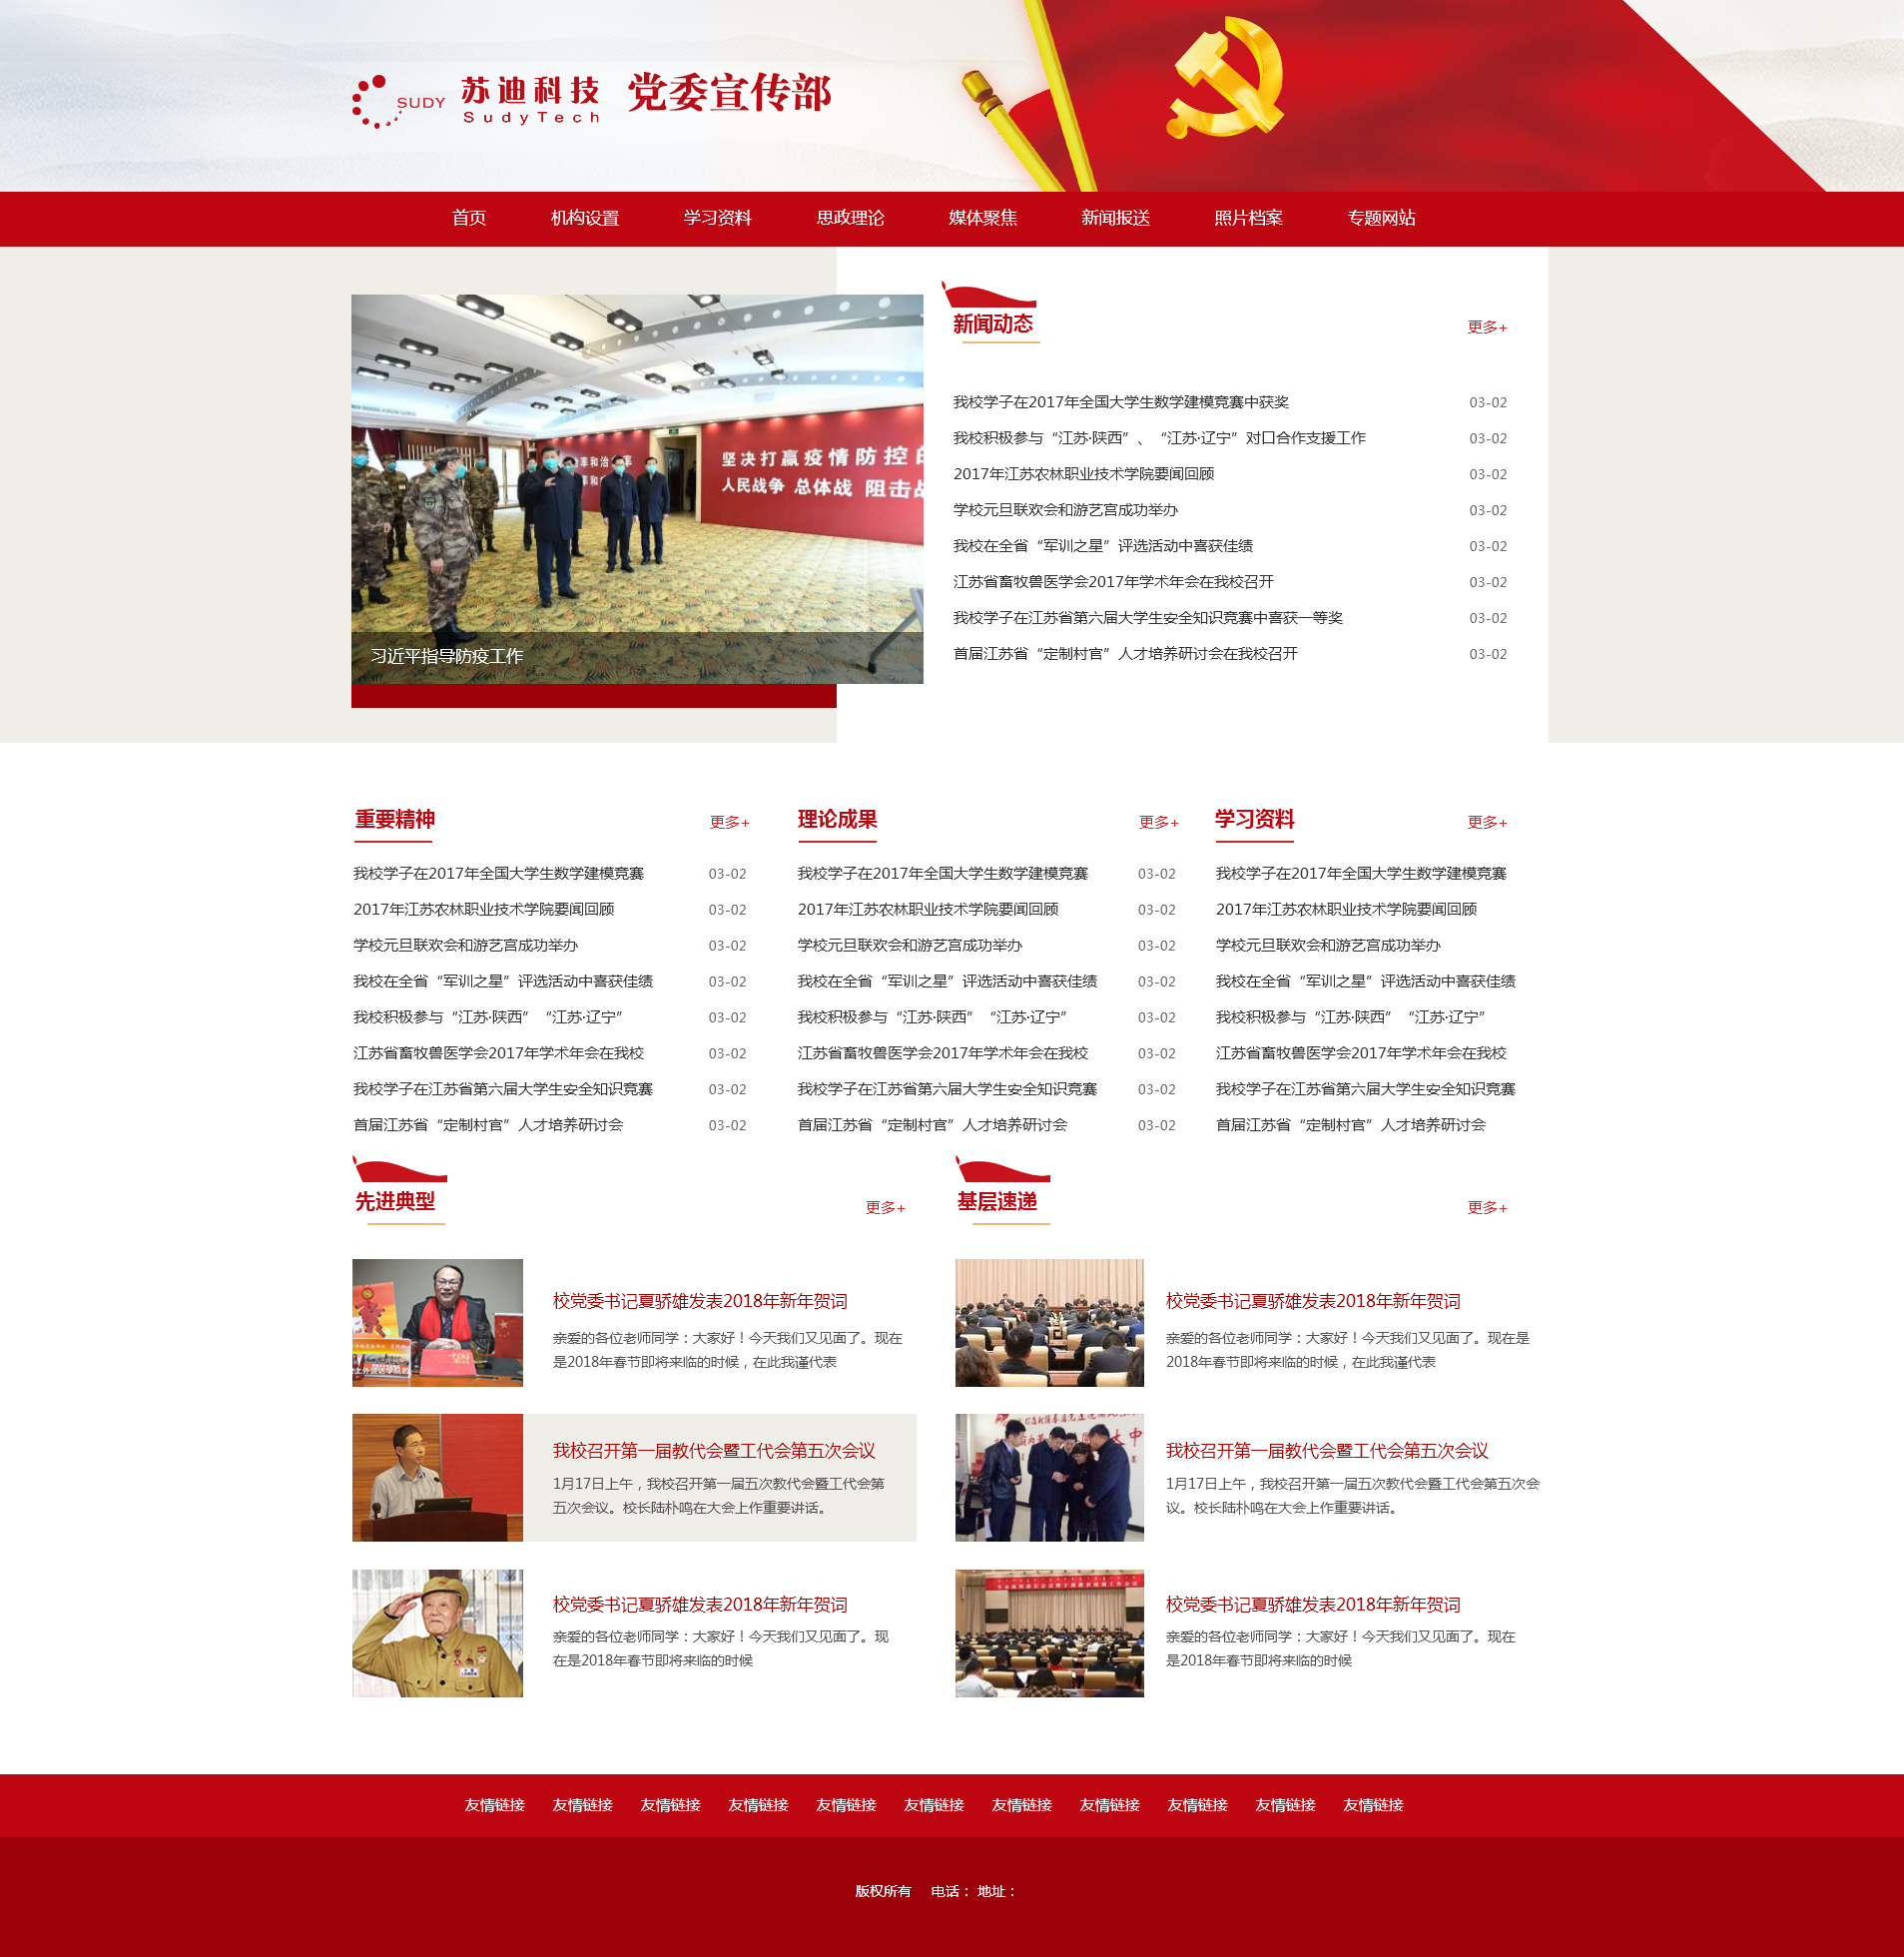 SUDY
苏迪科技
SudyTech
党委宣传部
首页 机构设置 学习资料 思政理论 媒体聚焦 新闻报送 照片档案 专题网站
坚决打赢疫情防控的
人民战争 总体战 阻击战
习近平指导防疫工作
新闻动态
更多+
我校学子在2017年全国大学生数学建模竞赛中获奖 03-02
我校积极参与“江苏·陕西”、“江苏·辽宁”对口合作支援工作 03-02
2017年江苏农林职业技术学院要闻回顾 03-02
学校元旦联欢会和游艺宫成功举办 03-02
我校在全省“军训之星”评选活动中喜获佳绩 03-02
江苏省畜牧兽医学会2017年学术年会在我校召开 03-02
我校学子在江苏省第六届大学生安全知识竞赛中喜获一等奖 03-02
首届江苏省“定制村官”人才培养研讨会在我校召开 03-02
重要精神 更多+
我校学子在2017年全国大学生数学建模竞赛 03-02
2017年江苏农林职业技术学院要闻回顾 03-02
学校元旦联欢会和游艺宫成功举办 03-02
我校在全省“军训之星”评选活动中喜获佳绩 03-02
我校积极参与“江苏·陕西”“江苏·辽宁” 03-02
江苏省畜牧兽医学会2017年学术年会在我校 03-02
我校学子在江苏省第六届大学生安全知识竞赛 03-02
首届江苏省“定制村官”人才培养研讨会 03-02
理论成果 更多+
我校学子在2017年全国大学生数学建模竞赛 03-02
2017年江苏农林职业技术学院要闻回顾 03-02
学校元旦联欢会和游艺宫成功举办 03-02
我校在全省“军训之星”评选活动中喜获佳绩 03-02
我校积极参与“江苏·陕西”“江苏·辽宁” 03-02
江苏省畜牧兽医学会2017年学术年会在我校 03-02
我校学子在江苏省第六届大学生安全知识竞赛 03-02
首届江苏省“定制村官”人才培养研讨会 03-02
学习资料 更多+
我校学子在2017年全国大学生数学建模竞赛
2017年江苏农林职业技术学院要闻回顾
学校元旦联欢会和游艺宫成功举办
我校在全省“军训之星”评选活动中喜获佳绩
我校积极参与“江苏·陕西”“江苏·辽宁”
江苏省畜牧兽医学会2017年学术年会在我校
我校学子在江苏省第六届大学生安全知识竞赛
首届江苏省“定制村官”人才培养研讨会
先进典型 更多+
校党委书记夏骄雄发表2018年新年贺词
亲爱的各位老师同学：大家好！今天我们又见面了。现在
是2018年春节即将来临的时候，在此我谨代表
我校召开第一届教代会暨工代会第五次会议
1月17日上午，我校召开第一届五次教代会暨工代会第
五次会议。校长陆朴鸣在大会上作重要讲话。
校党委书记夏骄雄发表2018年新年贺词
亲爱的各位老师同学：大家好！今天我们又见面了。现
在是2018年春节即将来临的时候
基层速递 更多+
校党委书记夏骄雄发表2018年新年贺词
亲爱的各位老师同学：大家好！今天我们又见面了。现在是
2018年春节即将来临的时候，在此我谨代表
我校召开第一届教代会暨工代会第五次会议
1月17日上午，我校召开第一届五次教代会暨工代会第五次会
议。校长陆朴鸣在大会上作重要讲话。
校党委书记夏骄雄发表2018年新年贺词
亲爱的各位老师同学：大家好！今天我们又见面了。现在
是2018年春节即将来临的时候
友情链接 友情链接 友情链接 友情链接 友情链接 友情链接 友情链接 友情链接 友情链接 友情链接 友情链接
版权所有 电话： 地址：